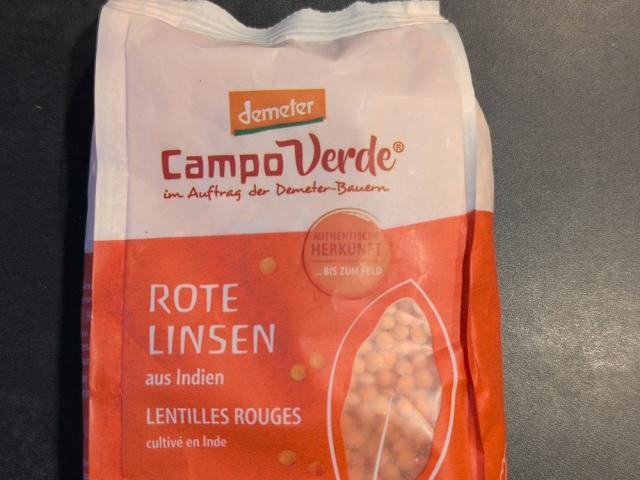 demeter
Campo Verde®
im Auftrag der Demeter-Bauern
AUTHENTISCHE
HERKUNFT
...BIS ZUM FELD
ROTE
LINSEN
aus Indien
LENTILLES ROUGES
cultivé en Inde